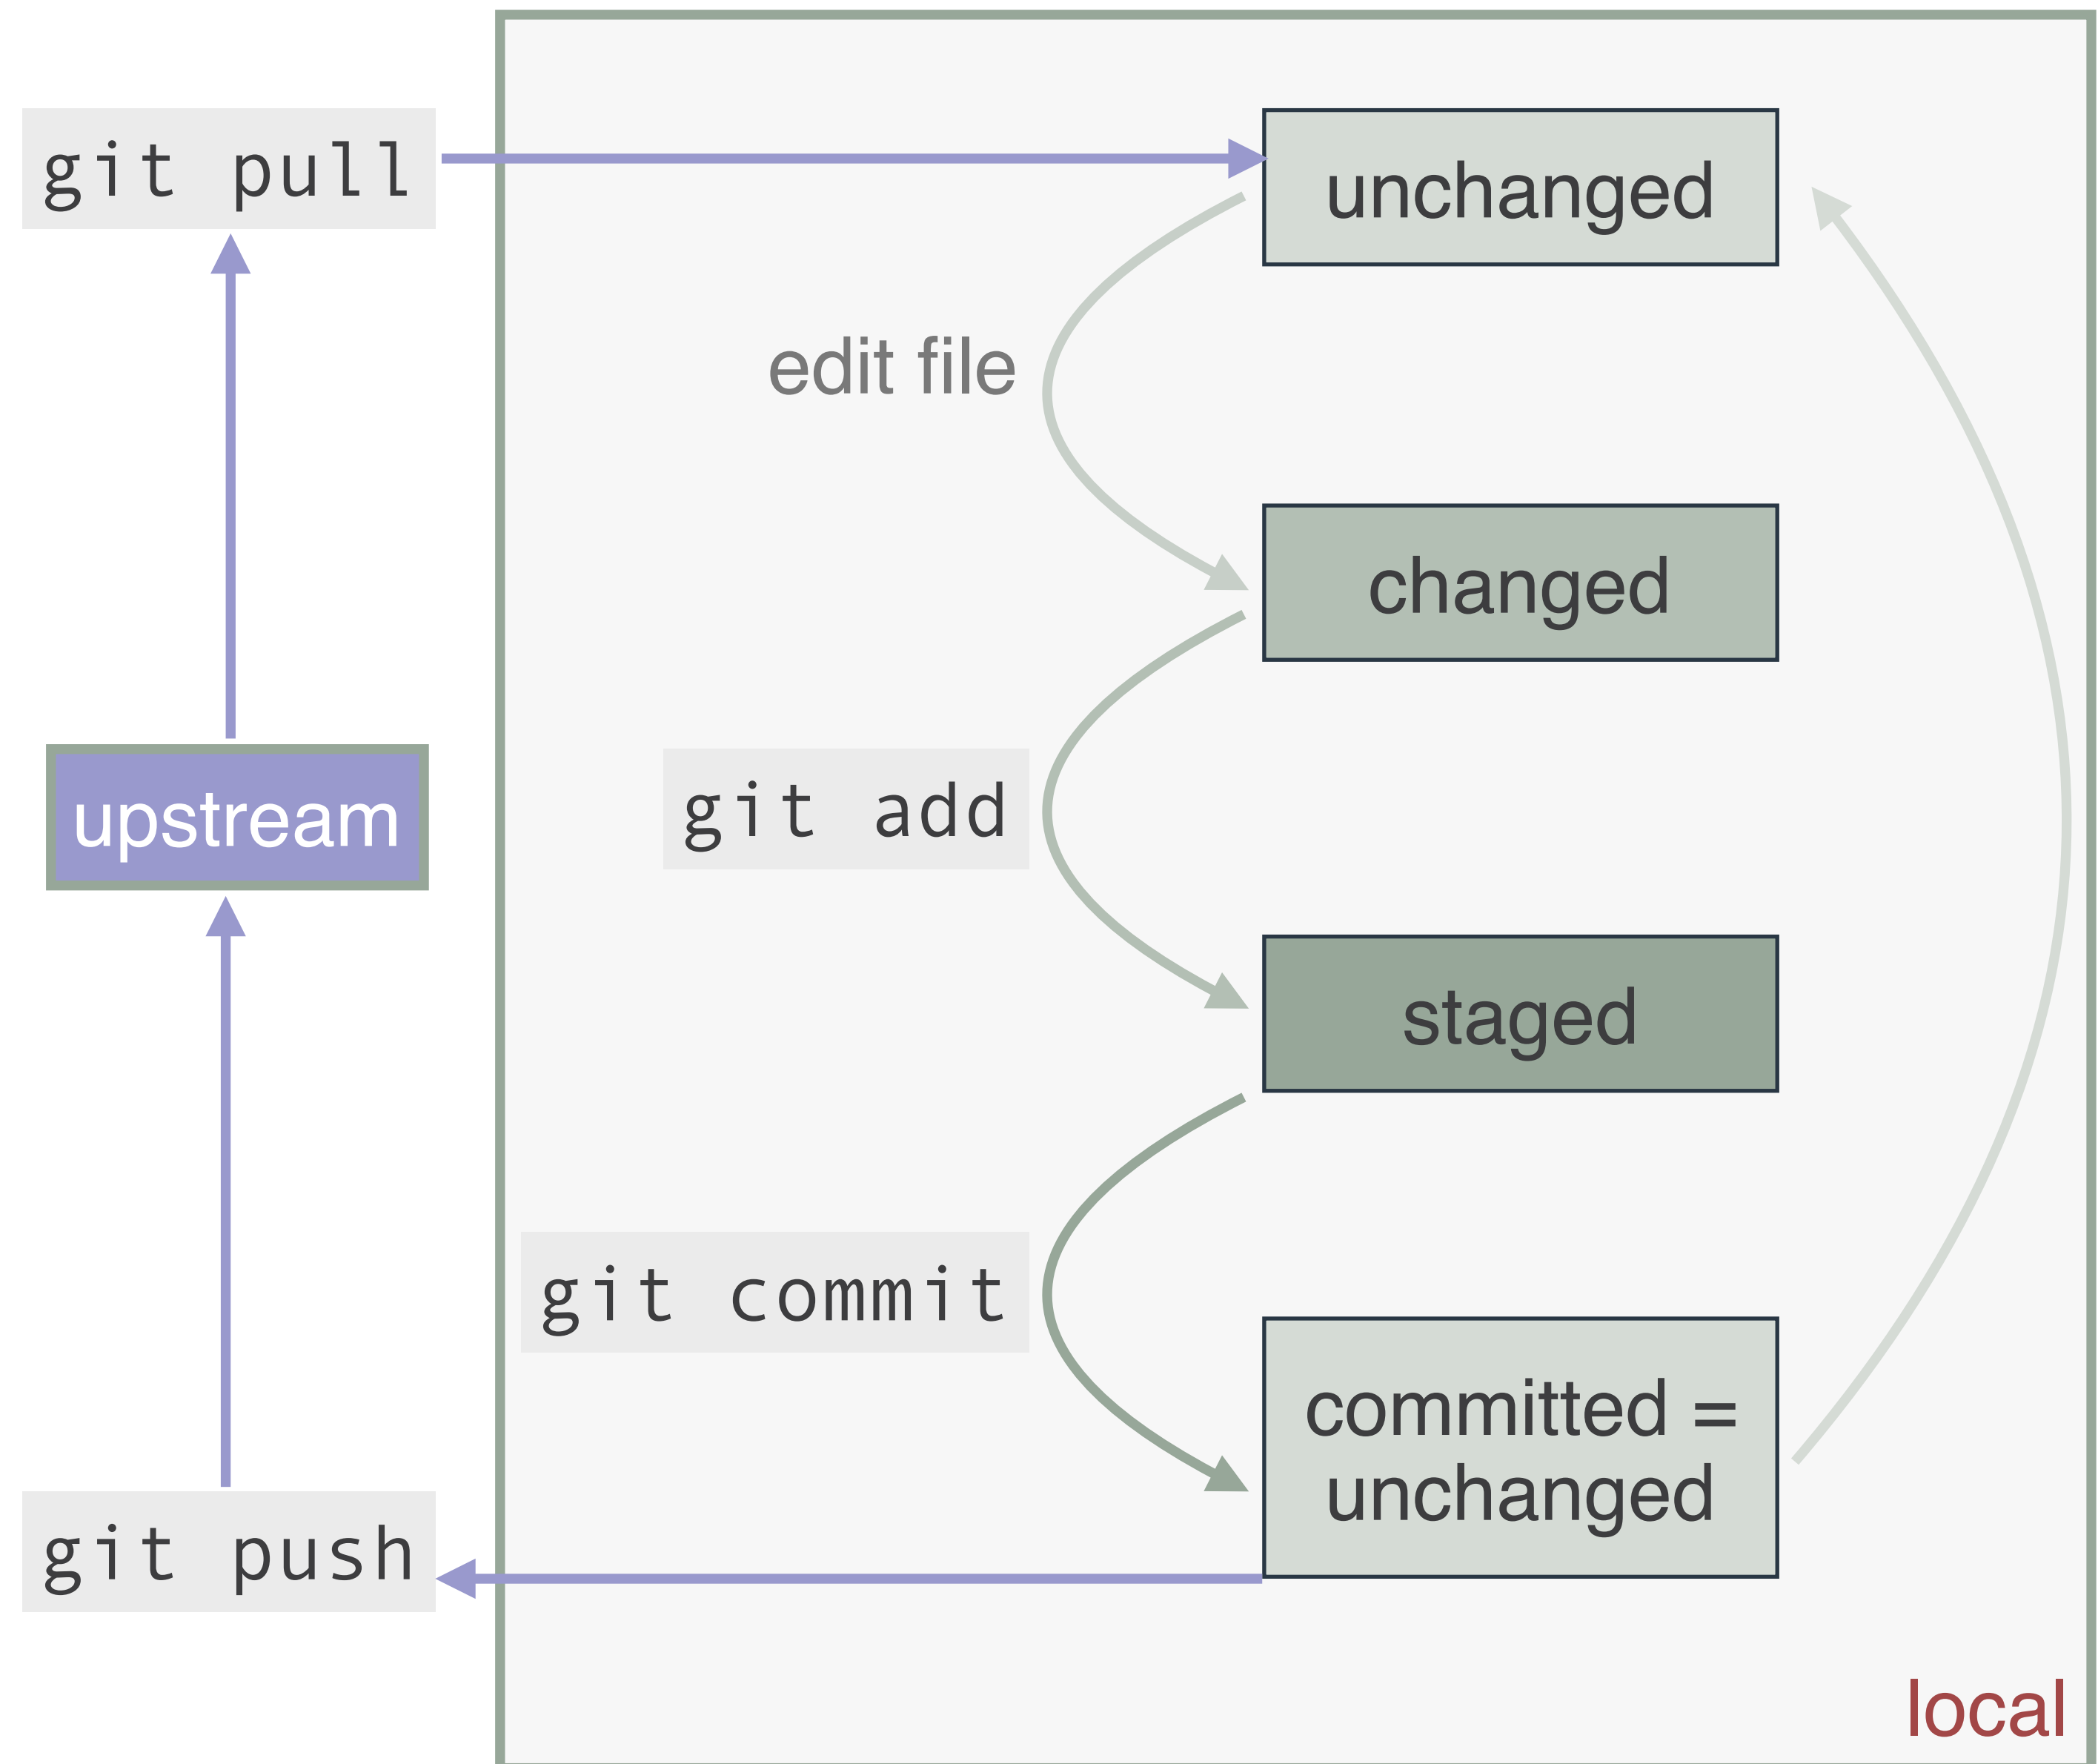 git pull
unchanged
edit file
changed
upstream
git add
staged
git commit
committed =
unchanged
git push
local